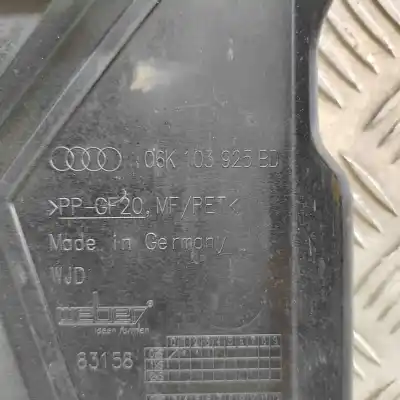 06K 103 925 BD
>PP-GF20, MF/PET<
Made in Germany
WJD
weber
ideen formen
83158